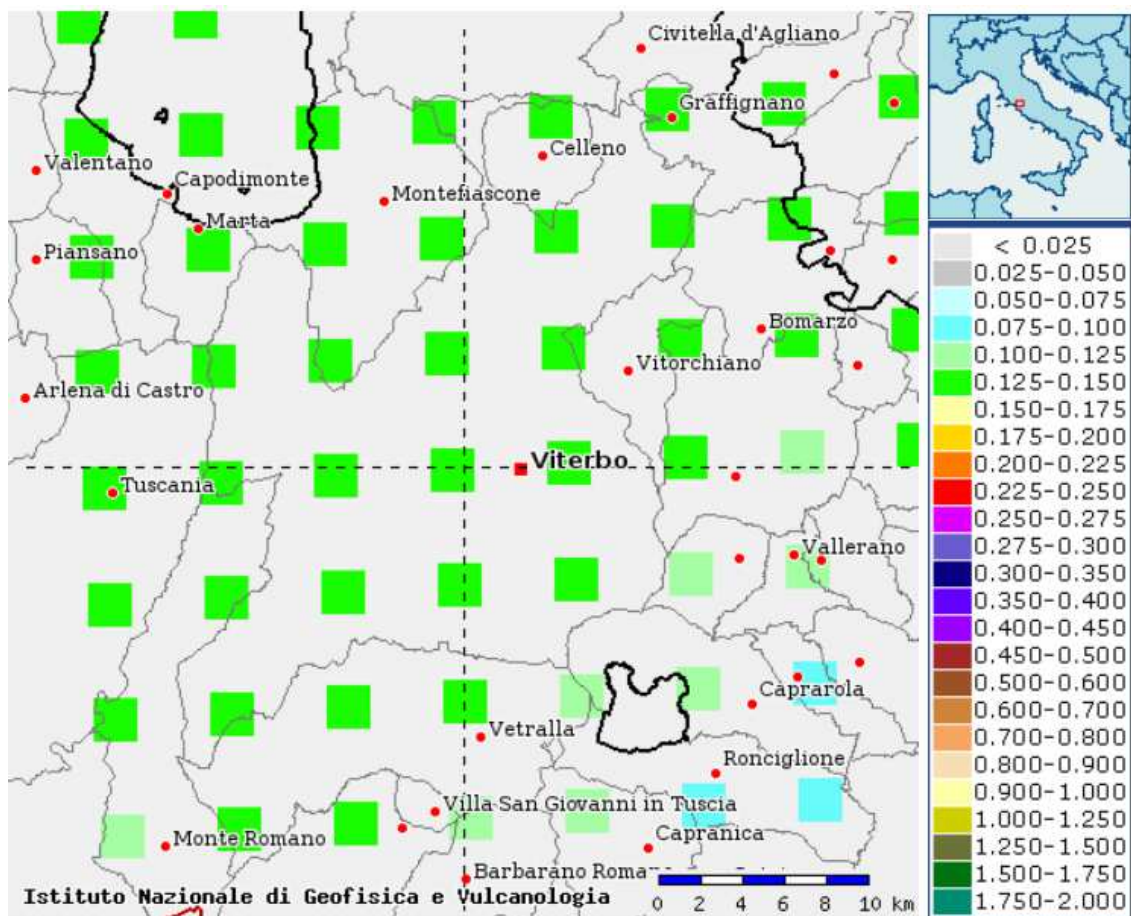 Civitella d'Agliano
Graffignano
Celleno
Valentano
Capodimonte
Montefiascone
Marta
Piansano
Bomarzo
Vitorchiano
Arlena di Castro
Viterbo
Tuscania
Vallerano
Caprarola
Vetralla
Ronciglione
Villa San Giovanni in Tuscia
Monte Romano
Capranica
Barbarano Romano
Istituto Nazionale di Geofisica e Vulcanologia
0 2 4 6 8 10 km
< 0.025
0.025-0.050
0.050-0.075
0.075-0.100
0.100-0.125
0.125-0.150
0.150-0.175
0.175-0.200
0.200-0.225
0.225-0.250
0.250-0.275
0.275-0.300
0.300-0.350
0.350-0.400
0.400-0.450
0.450-0.500
0.500-0.600
0.600-0.700
0.700-0.800
0.800-0.900
0.900-1.000
1.000-1.250
1.250-1.500
1.500-1.750
1.750-2.000